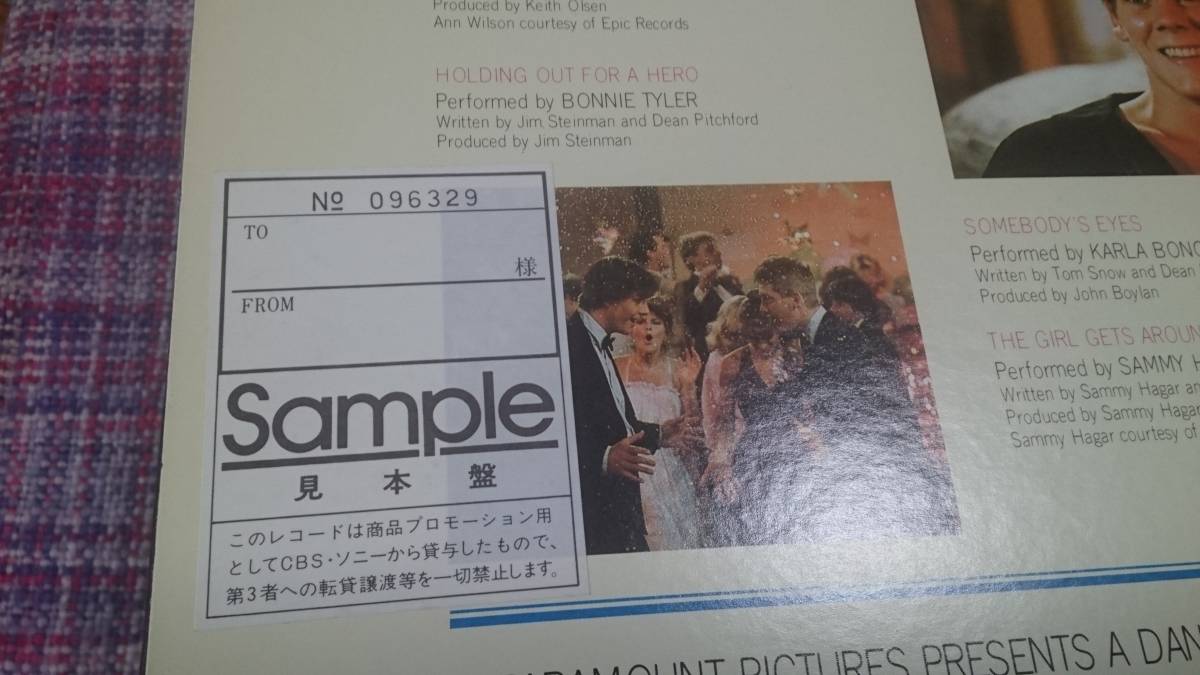 Produced by Keith Olsen
Ann Wilson courtesy of Epic Records
HOLDING OUT FOR A HERO
Performed by BONNIE TYLER
Written by Jim Steinman and Dean Pitchford
Produced by Jim Steinman
№ 096329
TO
様
FROM
Sample
見本盤
このレコードは商品プロモーション用
としてCBS・ソニーから貸与したもので、
第3者への転貸譲渡等を一切禁止します。
SOMEBODY'S EYES
Performed by KARLA
Written by Tom Snow and Dean
Produced by John Boylan
THE GIRL GETS
Performed by SAMMY
Written by Sammy Hagar
Produced by Sammy Hagar
Sammy Hagar courtesy of
PICTURES PRESENTS A